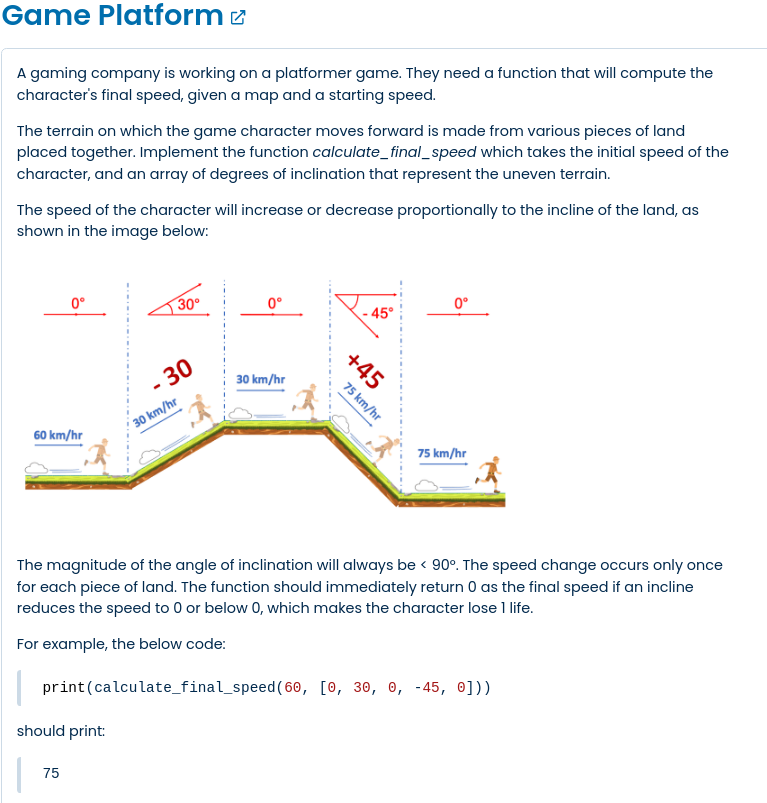 Game Platform
A gaming company is working on a platformer game. They need a function that will compute the
character's final speed, given a map and a starting speed.
The terrain on which the game character moves forward is made from various pieces of land
placed together. Implement the function calculate_final_speed which takes the initial speed of the
character, and an array of degrees of inclination that represent the uneven terrain.
The speed of the character will increase or decrease proportionally to the incline of the land, as
shown in the image below:
0°
30°
0°
- 45°
0°
- 30
+45
60 km/hr
30 km/hr
30 km/hr
75 km/hr
75 km/hr
The magnitude of the angle of inclination will always be < 90°. The speed change occurs only once
for each piece of land. The function should immediately return 0 as the final speed if an incline
reduces the speed to 0 or below 0, which makes the character lose 1 life.
For example, the below code:
print(calculate_final_speed(60, [0, 30, 0, -45, 0]))
should print:
75